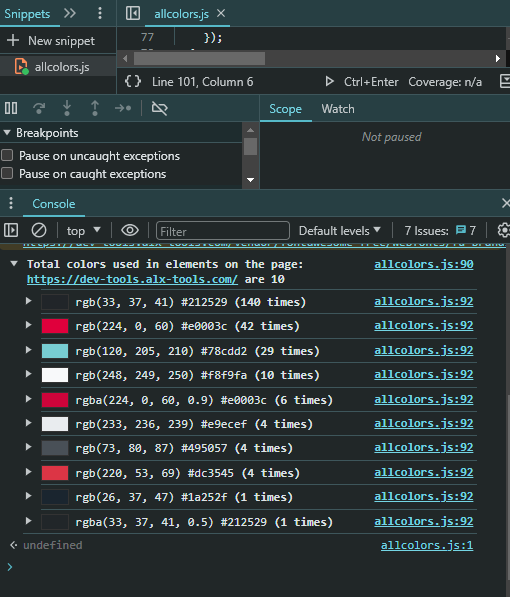 Snippets
allcolors.js
New snippet
allcolors.js
77 });
Line 101, Column 6
Ctrl+Enter
Coverage: n/a
Breakpoints
Pause on uncaught exceptions
Pause on caught exceptions
Scope
Watch
Not paused
Console
top
Filter
Default levels
7 Issues: 7
Total colors used in elements on the page: allcolors.js:90
https://dev-tools.alx-tools.com/ are 10
rgb(33, 37, 41) #212529 (140 times) allcolors.js:92
rgb(224, 0, 60) #e0003c (42 times) allcolors.js:92
rgb(120, 205, 210) #78cdd2 (29 times) allcolors.js:92
rgb(248, 249, 250) #f8f9fa (10 times) allcolors.js:92
rgba(224, 0, 60, 0.9) #e0003c (6 times) allcolors.js:92
rgb(233, 236, 239) #e9ecef (4 times) allcolors.js:92
rgb(73, 80, 87) #495057 (4 times) allcolors.js:92
rgb(220, 53, 69) #dc3545 (4 times) allcolors.js:92
rgb(26, 37, 47) #1a252f (1 times) allcolors.js:92
rgba(33, 37, 41, 0.5) #212529 (1 times) allcolors.js:92
undefined allcolors.js:1